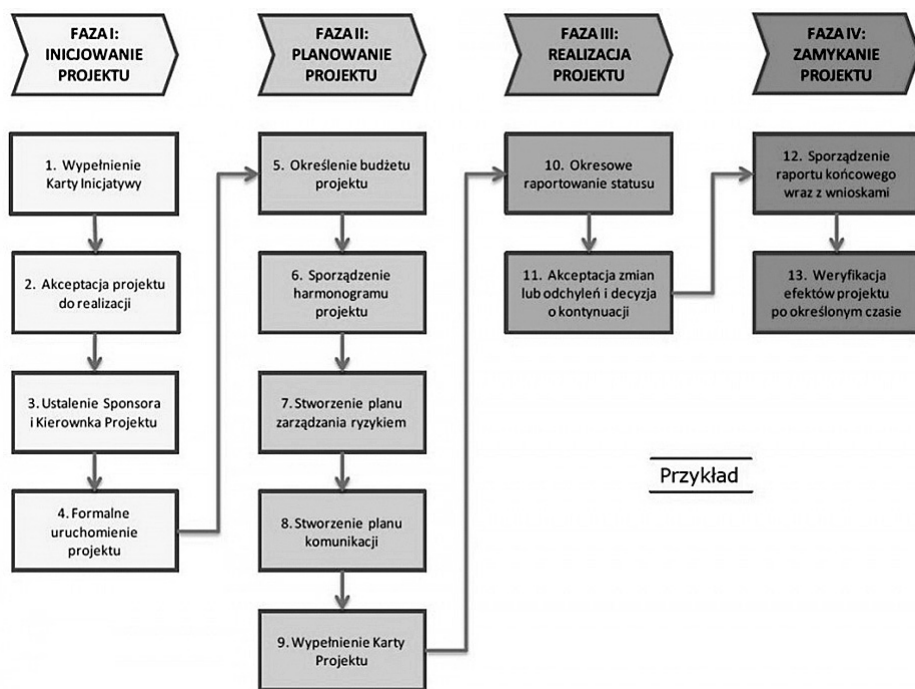 FAZA I:
INICJOWANIE
PROJEKTU
FAZA II:
PLANOWANIE
PROJEKTU
FAZA III:
REALIZACJA
PROJEKTU
FAZA IV:
ZAMYKANIE
PROJEKTU
1. Wypełnienie
Karty Inicjatywy
2. Akceptacja projektu
do realizacji
3. Ustalenie Sponsora
i Kierownka Projektu
4. Formalne
uruchomienie
projektu
5. Określenie budżetu
projektu
6. Sporządzenie
harmonogramu
projektu
7. Stworzenie planu
zarządzania ryzykiem
8. Stworzenie planu
komunikacji
9. Wypełnienie Karty
Projektu
10. Okresowe
raportowanie statusu
11. Akceptacja zmian
lub odchyleń i decyzja
o kontynuacji
12. Sporządzenie
raportu końcowego
wraz z wnioskami
13. Weryfikacja
efektów projektu
po określonym czasie
Przykład